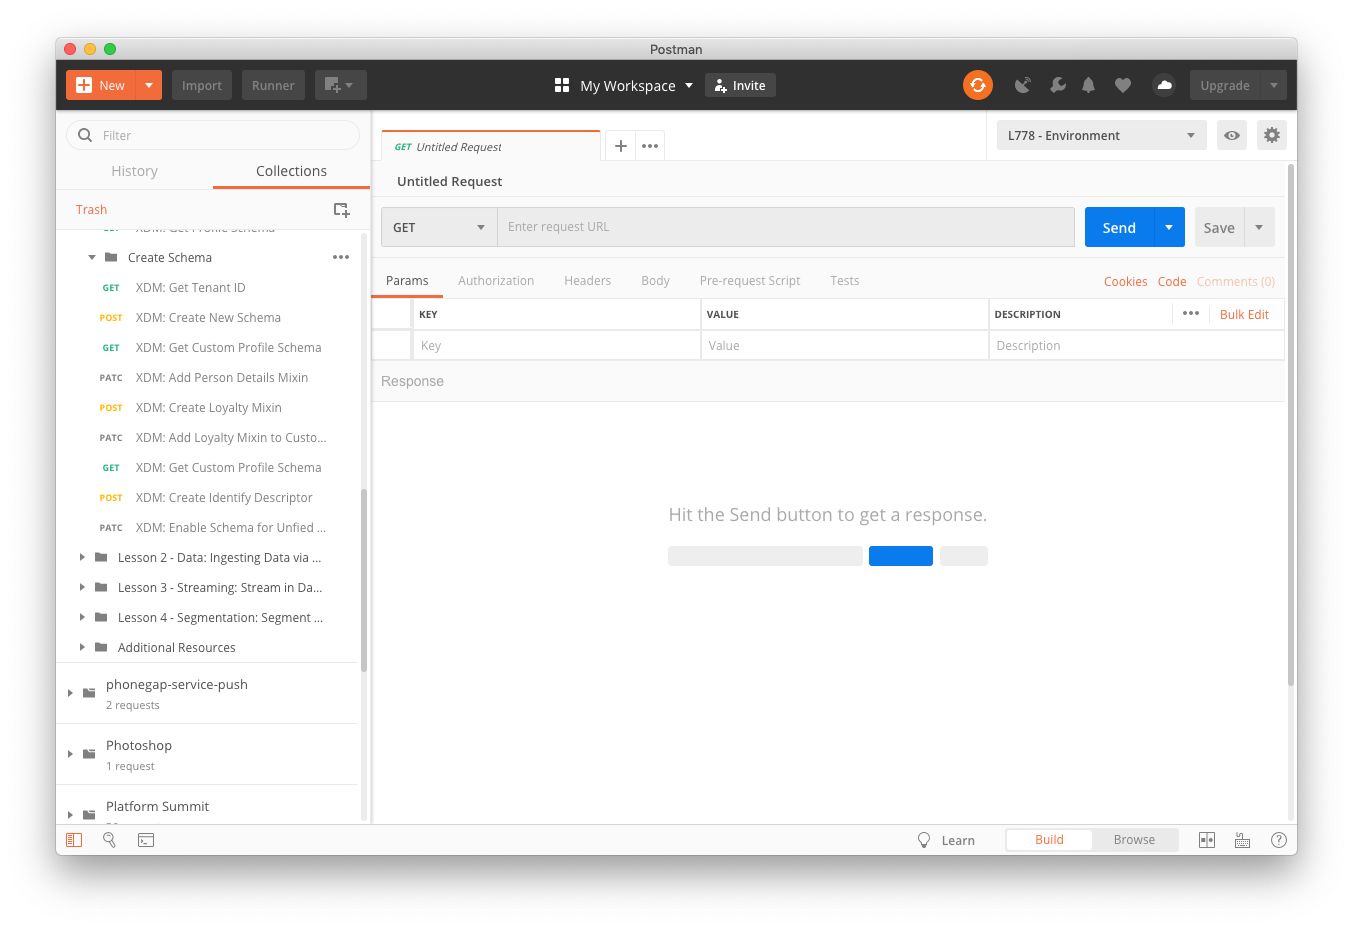 Postman
New
Import
Runner
My Workspace
Invite
Upgrade
Filter
History
Collections
Trash
XDM: Get Profile Schema
Create Schema
GET XDM: Get Tenant ID
POST XDM: Create New Schema
GET XDM: Get Custom Profile Schema
PATC XDM: Add Person Details Mixin
POST XDM: Create Loyalty Mixin
PATC XDM: Add Loyalty Mixin to Custo...
GET XDM: Get Custom Profile Schema
POST XDM: Create Identify Descriptor
PATC XDM: Enable Schema for Unfied ...
Lesson 2 - Data: Ingesting Data via ...
Lesson 3 - Streaming: Stream in Da...
Lesson 4 - Segmentation: Segment ...
Additional Resources
phonegap-service-push
2 requests
Photoshop
1 request
Platform Summit
GET Untitled Request
L778 - Environment
Untitled Request
GET
Enter request URL
Send
Save
Params
Authorization
Headers
Body
Pre-request Script
Tests
Cookies
Code
Comments (0)
KEY
VALUE
DESCRIPTION
Bulk Edit
Key
Value
Description
Response
Hit the Send button to get a response.
Learn
Build
Browse